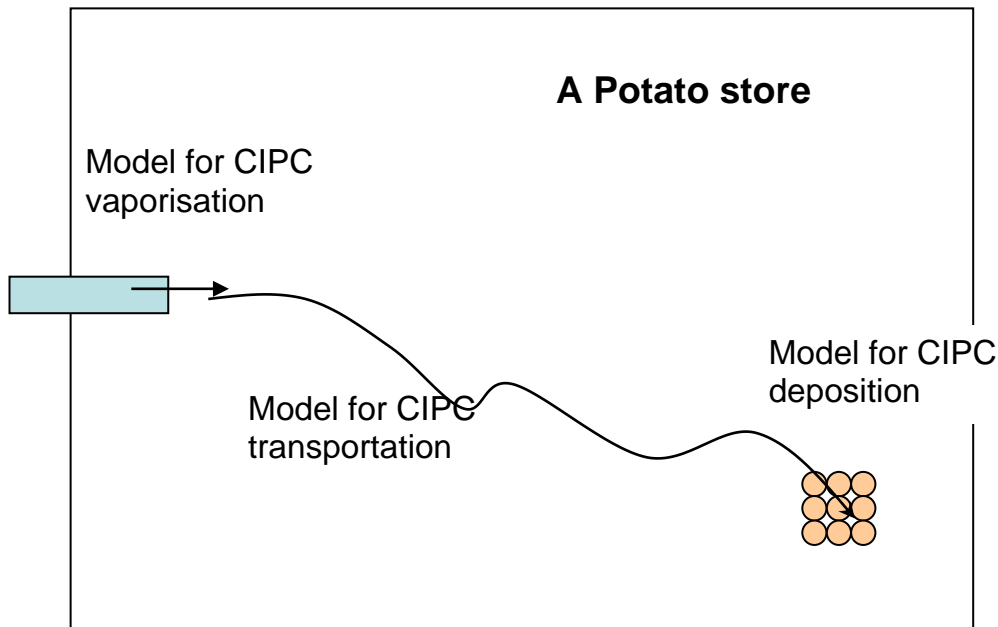 A Potato store
Model for CIPC
vaporisation
Model for CIPC
deposition
Model for CIPC
transportation